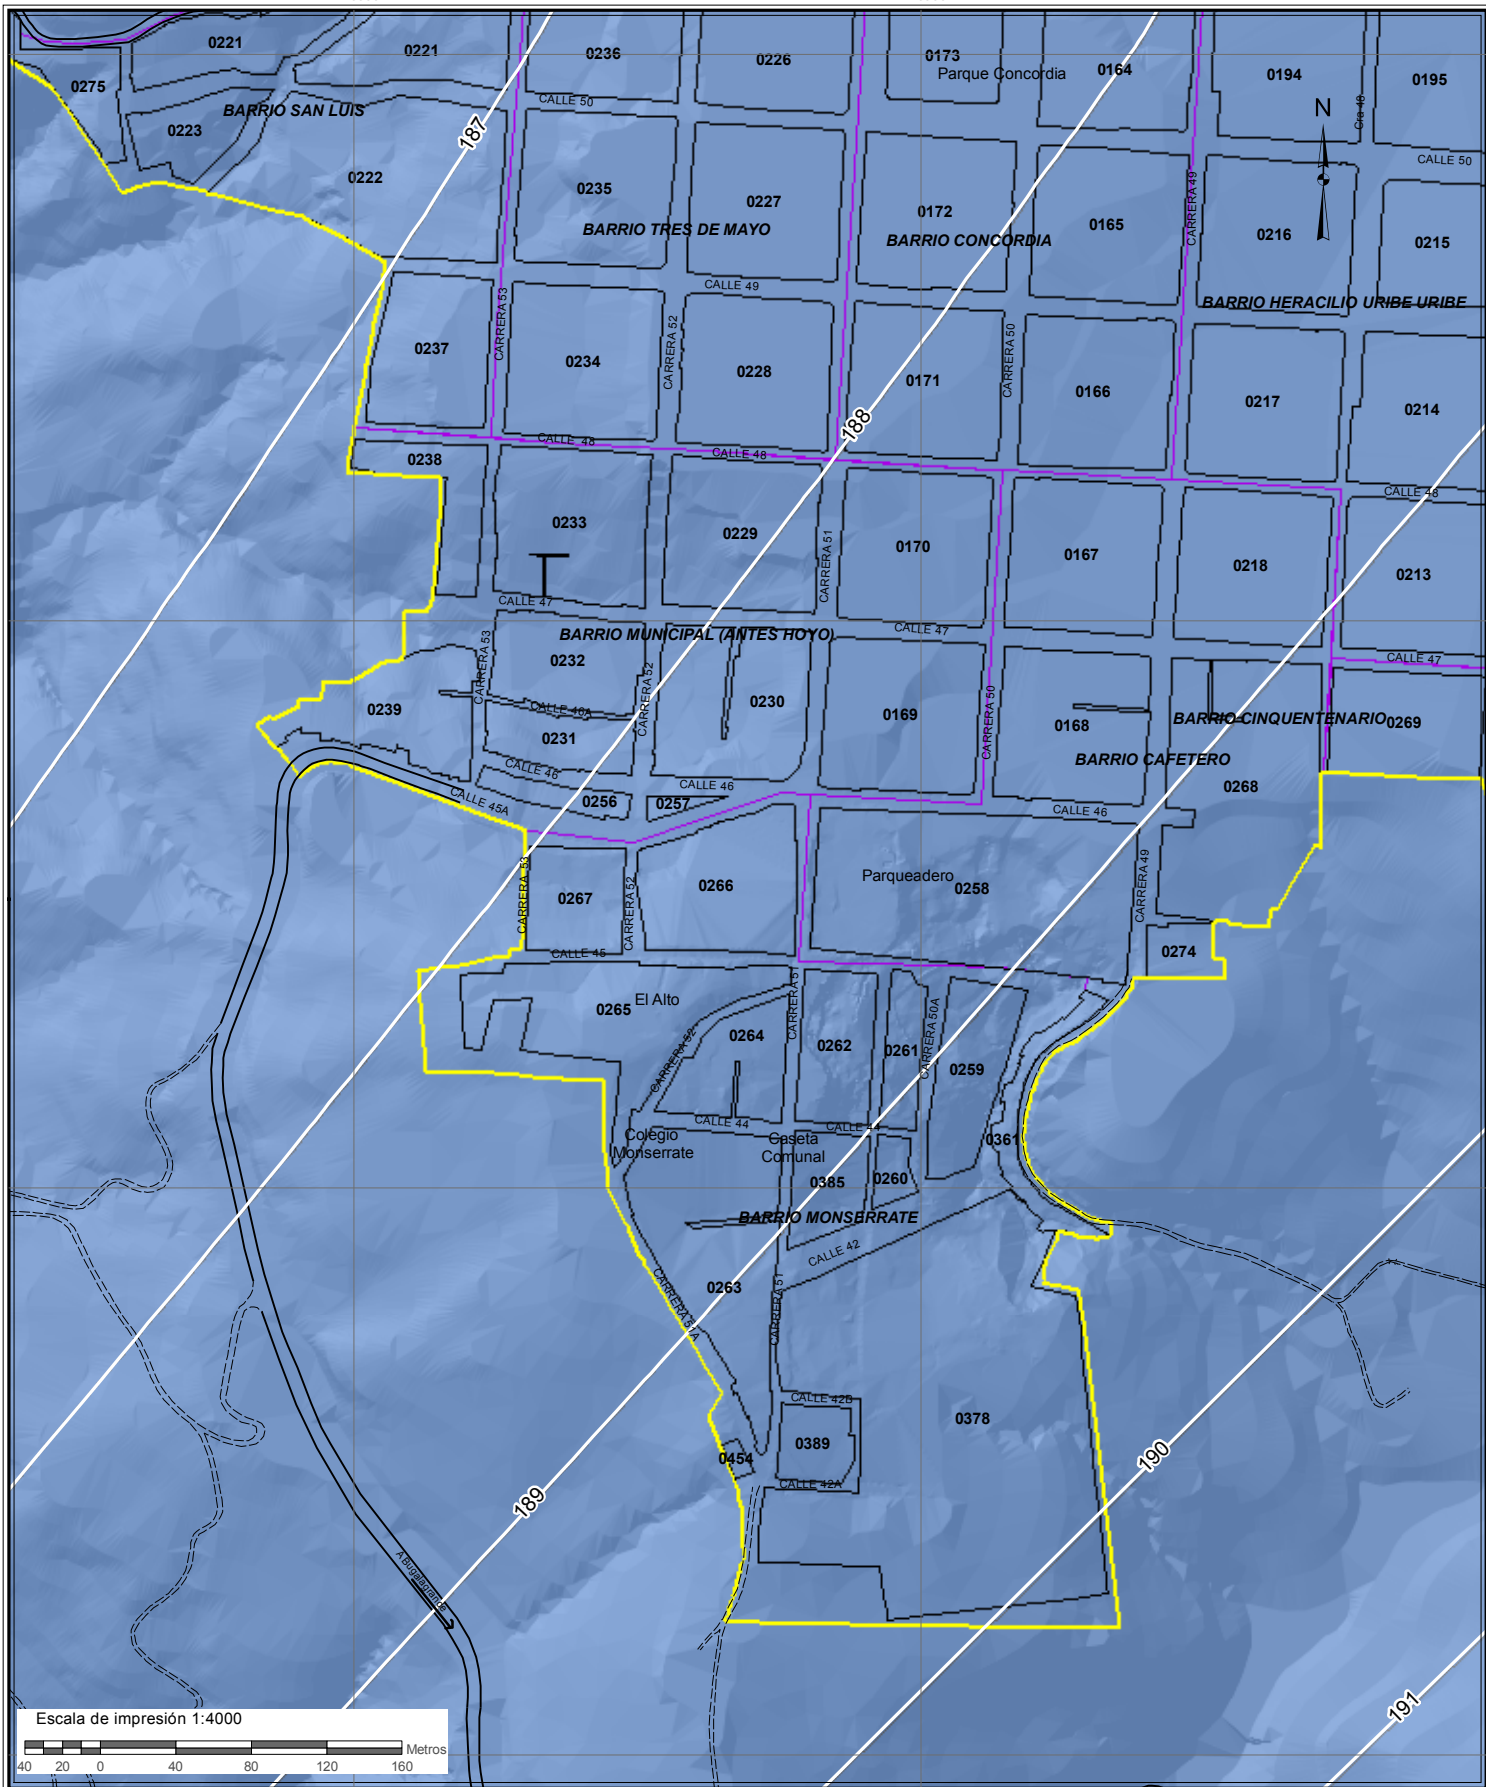 0221
0221
0236
0226
0173
Parque Concordia
0164
0194
0195
0275
CALLE 50
BARRIO SAN LUIS
0223
187
N
Cra 48
CALLE 50
0222
0235
0227
0172
0165
CARRERA 49
0216
0215
BARRIO TRES DE MAYO
BARRIO CONCORDIA
CALLE 49
BARRIO HERACILIO URIBE URIBE
CARRERA 53
0237
0234
CARRERA 52
0228
0171
CARRERA 50
0166
0217
0214
188
CALLE 48
CALLE 48
0238
CALLE 48
0233
0229
CARRERA 51
0170
0167
0218
0213
CALLE 47
BARRIO MUNICIPAL (ANTES HOYO)
CALLE 47
CALLE 47
0232
CARRERA 53
CARRERA 52
0239
CALLE 46A
0230
0169
CARRERA 50
0168
BARRIO CINQUENTENARIO
0269
0231
BARRIO CAFETERO
CALLE 46
CALLE 46
0268
CALLE 45A
0256
0257
CALLE 46
CARRERA 53
0267
CARRERA 52
0266
Parqueadero
0258
CARRERA 49
CALLE 45
0274
El Alto
0265
CARRERA 51
CARRERA 52
0264
0262
0261
CARRERA 50A
0259
CALLE 44
CALLE 44
Colegio
Monserrate
Caseta
Comunal
0361
0385
0260
BARRIO MONSERRATE
CALLE 42
CARRERA 51A
0263
CARRERA 51
CALLE 42B
0378
0389
0454
CALLE 42A
190
189
A Bugalagrande
191
Escala de impresión 1:4000
Metros
40 20 0 40 80 120 160